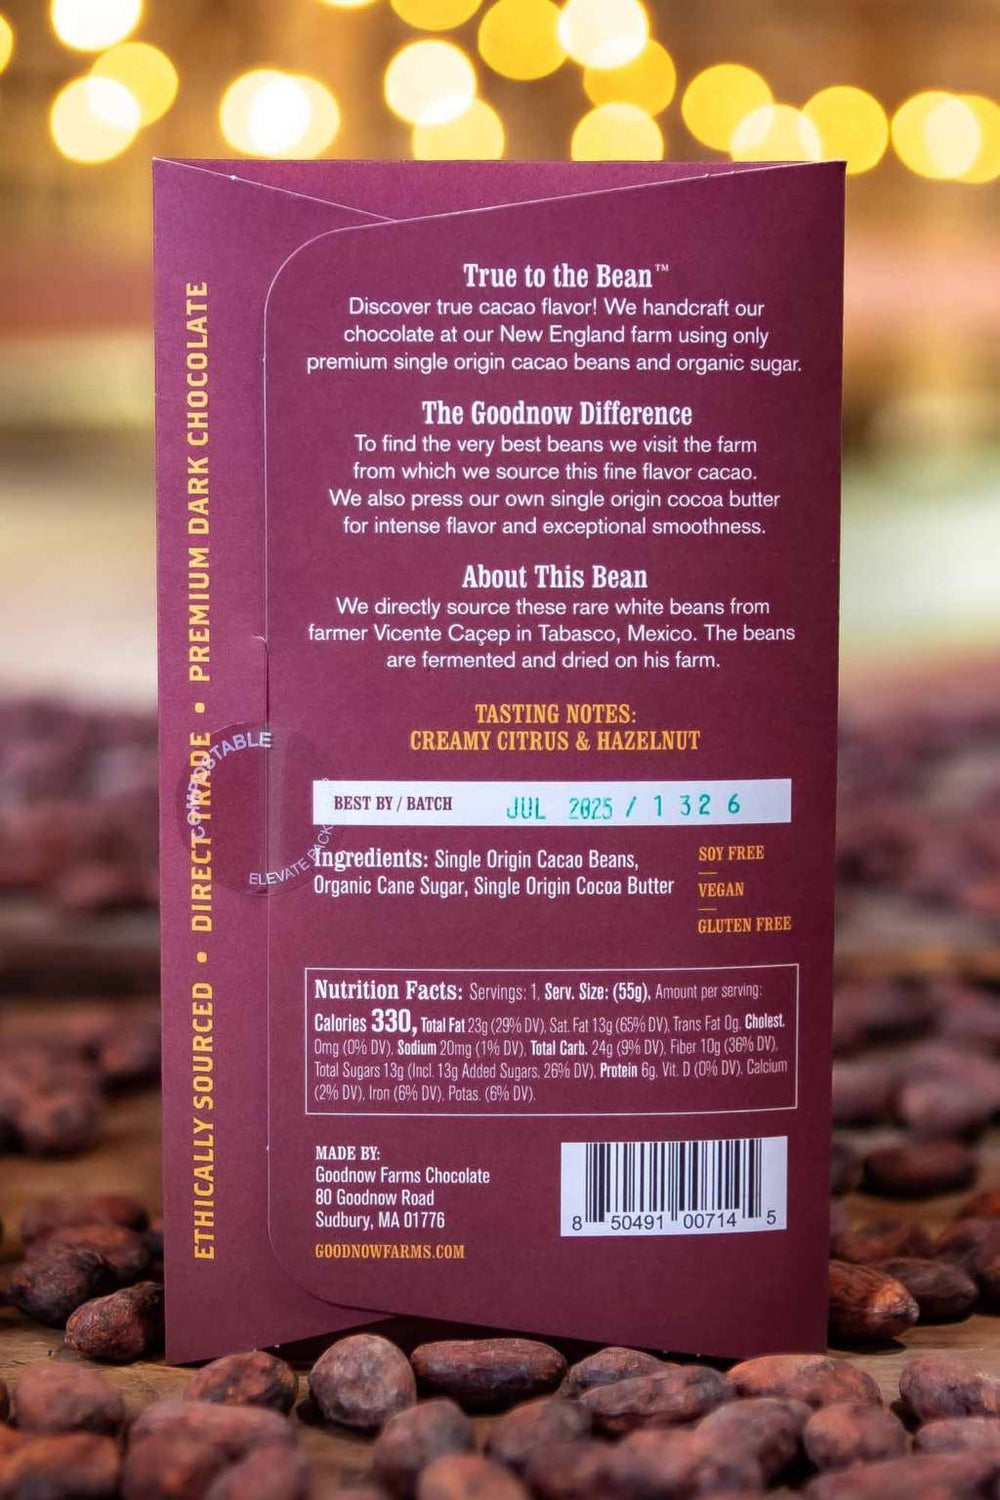 True to the Bean™
Discover true cacao flavor! We handcraft our
chocolate at our New England farm using only
premium single origin cacao beans and organic sugar.
The Goodnow Difference
To find the very best beans we visit the farm
from which we source this fine flavor cacao.
We also press our own single origin cocoa butter
for intense flavor and exceptional smoothness.
About This Bean
We directly source these rare white beans from
farmer Vicente Caçep in Tabasco, Mexico. The beans
are fermented and dried on his farm.
TASTING NOTES:
CREAMY CITRUS & HAZELNUT
BEST BY / BATCH JUL 2025 / 1 3 2 6
Ingredients: Single Origin Cacao Beans,
Organic Cane Sugar, Single Origin Cocoa Butter
SOY FREE
VEGAN
GLUTEN FREE
Nutrition Facts: Servings: 1, Serv. Size: (55g), Amount per serving:
Calories 330, Total Fat 23g (29% DV), Sat. Fat 13g (65% DV), Trans Fat 0g, Cholest.
0mg (0% DV), Sodium 20mg (1% DV), Total Carb. 24g (9% DV), Fiber 10g (36% DV),
Total Sugars 13g (Incl. 13g Added Sugars, 26% DV), Protein 6g, Vit. D (0% DV), Calcium
(2% DV), Iron (6% DV), Potas. (6% DV).
MADE BY:
Goodnow Farms Chocolate
80 Goodnow Road
Sudbury, MA 01776
GOODNOWFARMS.COM
8 50491 00714 5
ETHICALLY SOURCED • DIRECT TRADE • PREMIUM DARK CHOCOLATE
COMPOSTABLE
ELEVATE